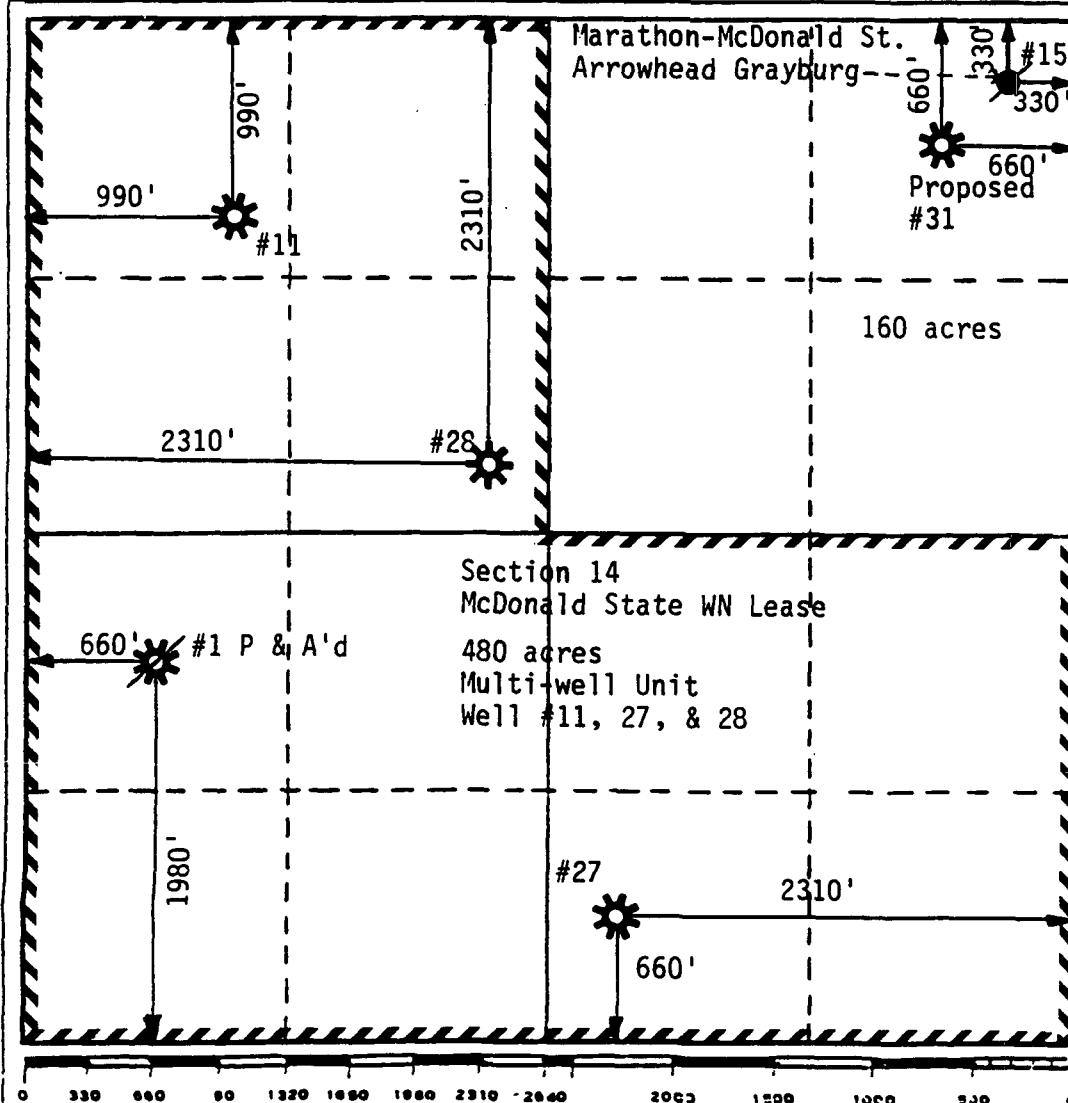 Marathon-McDonald St.
Arrowhead Grayburg--
330'
#15
330'
660'
660'
Proposed
#31
990'
990'
#11
2310'
160 acres
2310'
#28
Section 14
McDonald State WN Lease
480 acres
Multi-well Unit
Well #11, 27, & 28
660'
#1 P & A'd
1980'
#27
2310'
660'
0 330 660 90 1320 1650 1980 2310 2640 2000 1500 1000